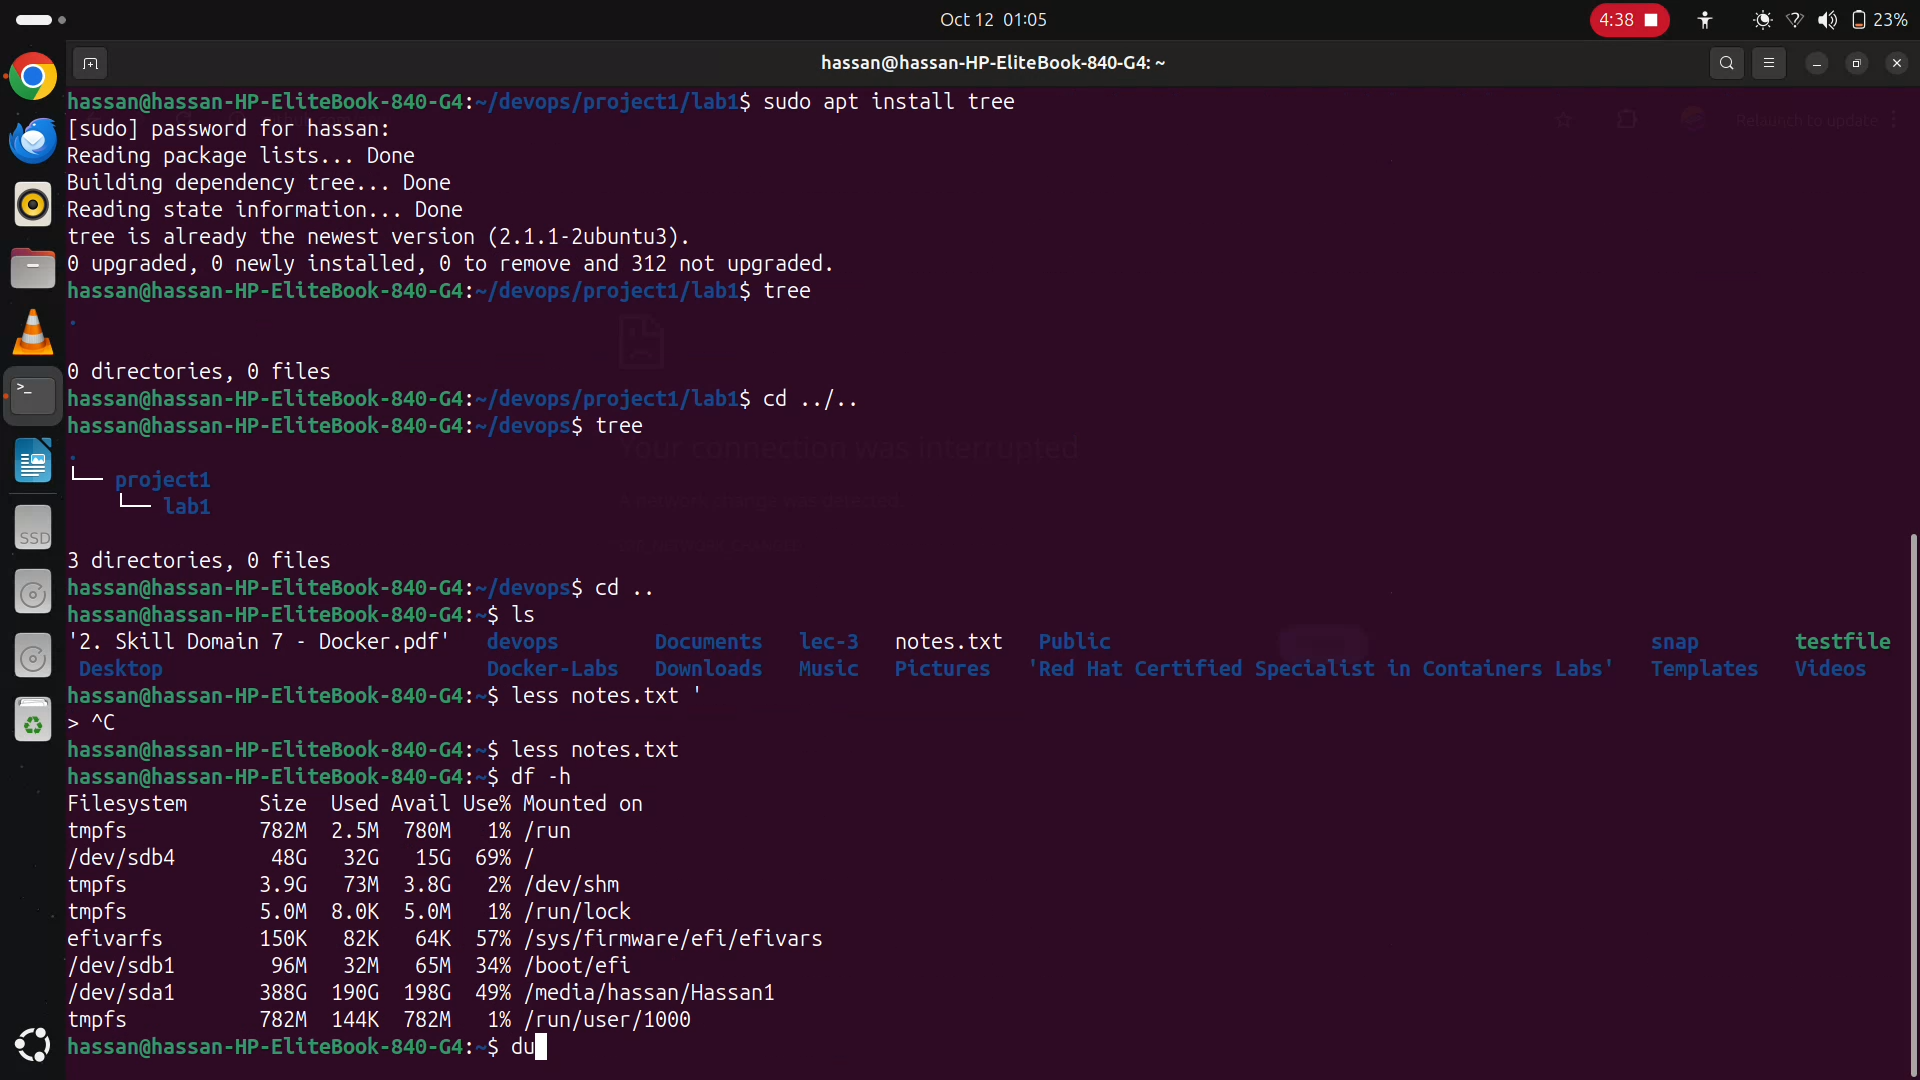 Oct 12 01:05
4:38
23%
hassan@hassan-HP-EliteBook-840-G4: ~
hassan@hassan-HP-EliteBook-840-G4:~/devops/project1/lab1$ sudo apt install tree
[sudo] password for hassan:
Relaunch to update
Reading package lists... Done
Building dependency tree... Done
Reading state information... Done
tree is already the newest version (2.1.1-2ubuntu3).
0 upgraded, 0 newly installed, 0 to remove and 312 not upgraded.
hassan@hassan-HP-EliteBook-840-G4:~/devops/project1/lab1$ tree
.
0 directories, 0 files
hassan@hassan-HP-EliteBook-840-G4:~/devops/project1/lab1$ cd ../..
hassan@hassan-HP-EliteBook-840-G4:~/devops$ tree
Your connection was interrupted
.
└── project1
    └── lab1
A network change was detected.
3 directories, 0 files
hassan@hassan-HP-EliteBook-840-G4:~/devops$ cd ..
hassan@hassan-HP-EliteBook-840-G4:~$ ls
'2. Skill Domain 7 - Docker.pdf'   devops        Documents   lec-3   notes.txt   Public                                             snap        testfile
 Desktop                           Docker-Labs   Downloads   Music   Pictures   'Red Hat Certified Specialist in Containers Labs'   Templates   Videos
hassan@hassan-HP-EliteBook-840-G4:~$ less notes.txt '
> ^C
hassan@hassan-HP-EliteBook-840-G4:~$ less notes.txt
hassan@hassan-HP-EliteBook-840-G4:~$ df -h
Filesystem      Size  Used Avail Use% Mounted on
tmpfs           782M  2.5M  780M   1% /run
/dev/sdb4        48G   32G   15G  69% /
tmpfs           3.9G   73M  3.8G   2% /dev/shm
tmpfs           5.0M  8.0K  5.0M   1% /run/lock
efivarfs        150K   82K   64K  57% /sys/firmware/efi/efivars
/dev/sdb1        96M   32M   65M  34% /boot/efi
/dev/sda1       388G  190G  198G  49% /media/hassan/Hassan1
tmpfs           782M  144K  782M   1% /run/user/1000
hassan@hassan-HP-EliteBook-840-G4:~$ du
SSD